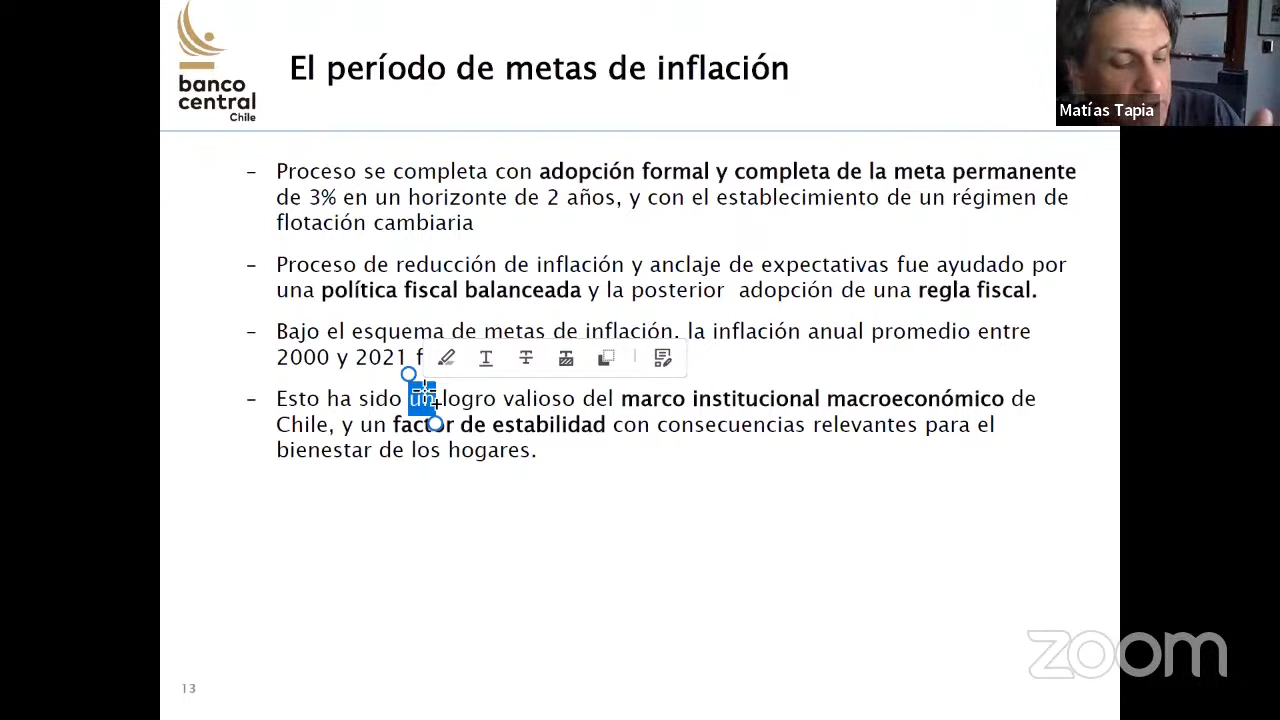 banco
central
Chile
El período de metas de inflación
Matías Tapia
– Proceso se completa con adopción formal y completa de la meta permanente
de 3% en un horizonte de 2 años, y con el establecimiento de un régimen de
flotación cambiaria
– Proceso de reducción de inflación y anclaje de expectativas fue ayudado por
una política fiscal balanceada y la posterior adopción de una regla fiscal.
– Bajo el esquema de metas de inflación, la inflación anual promedio entre
2000 y 2021
– Esto ha sido un logro valioso del marco institucional macroeconómico de
Chile, y un factor de estabilidad con consecuencias relevantes para el
bienestar de los hogares.
zoom
13